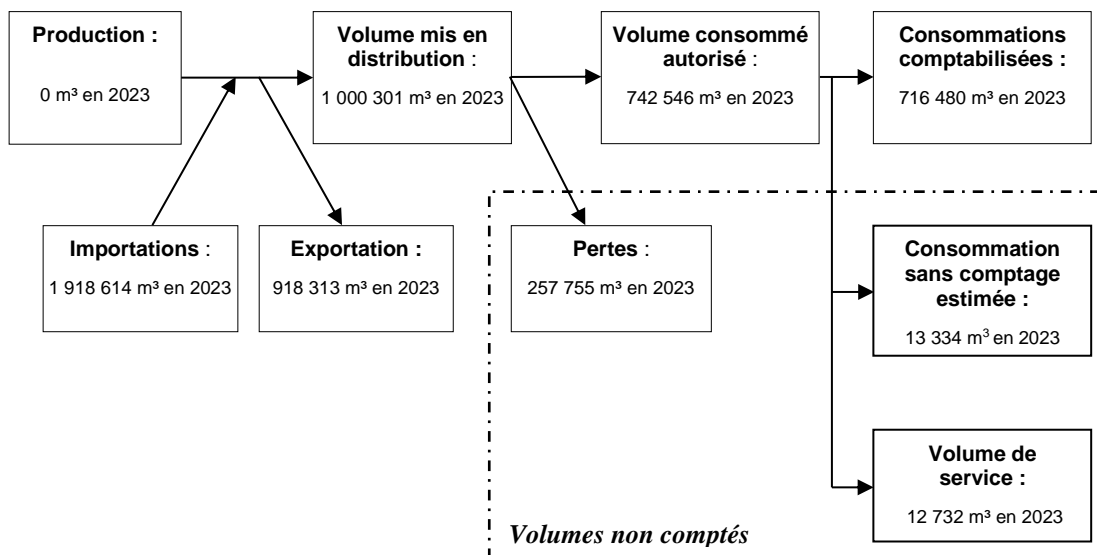 Production :
0 m³ en 2023
Volume mis en
distribution :
1 000 301 m³ en 2023
Volume consommé
autorisé :
742 546 m³ en 2023
Consommations
comptabilisées :
716 480 m³ en 2023
Importations :
1 918 614 m³ en 2023
Exportation :
918 313 m³ en 2023
Pertes :
257 755 m³ en 2023
Consommation
sans comptage
estimée :
13 334 m³ en 2023
Volume de
service :
12 732 m³ en 2023
Volumes non comptés